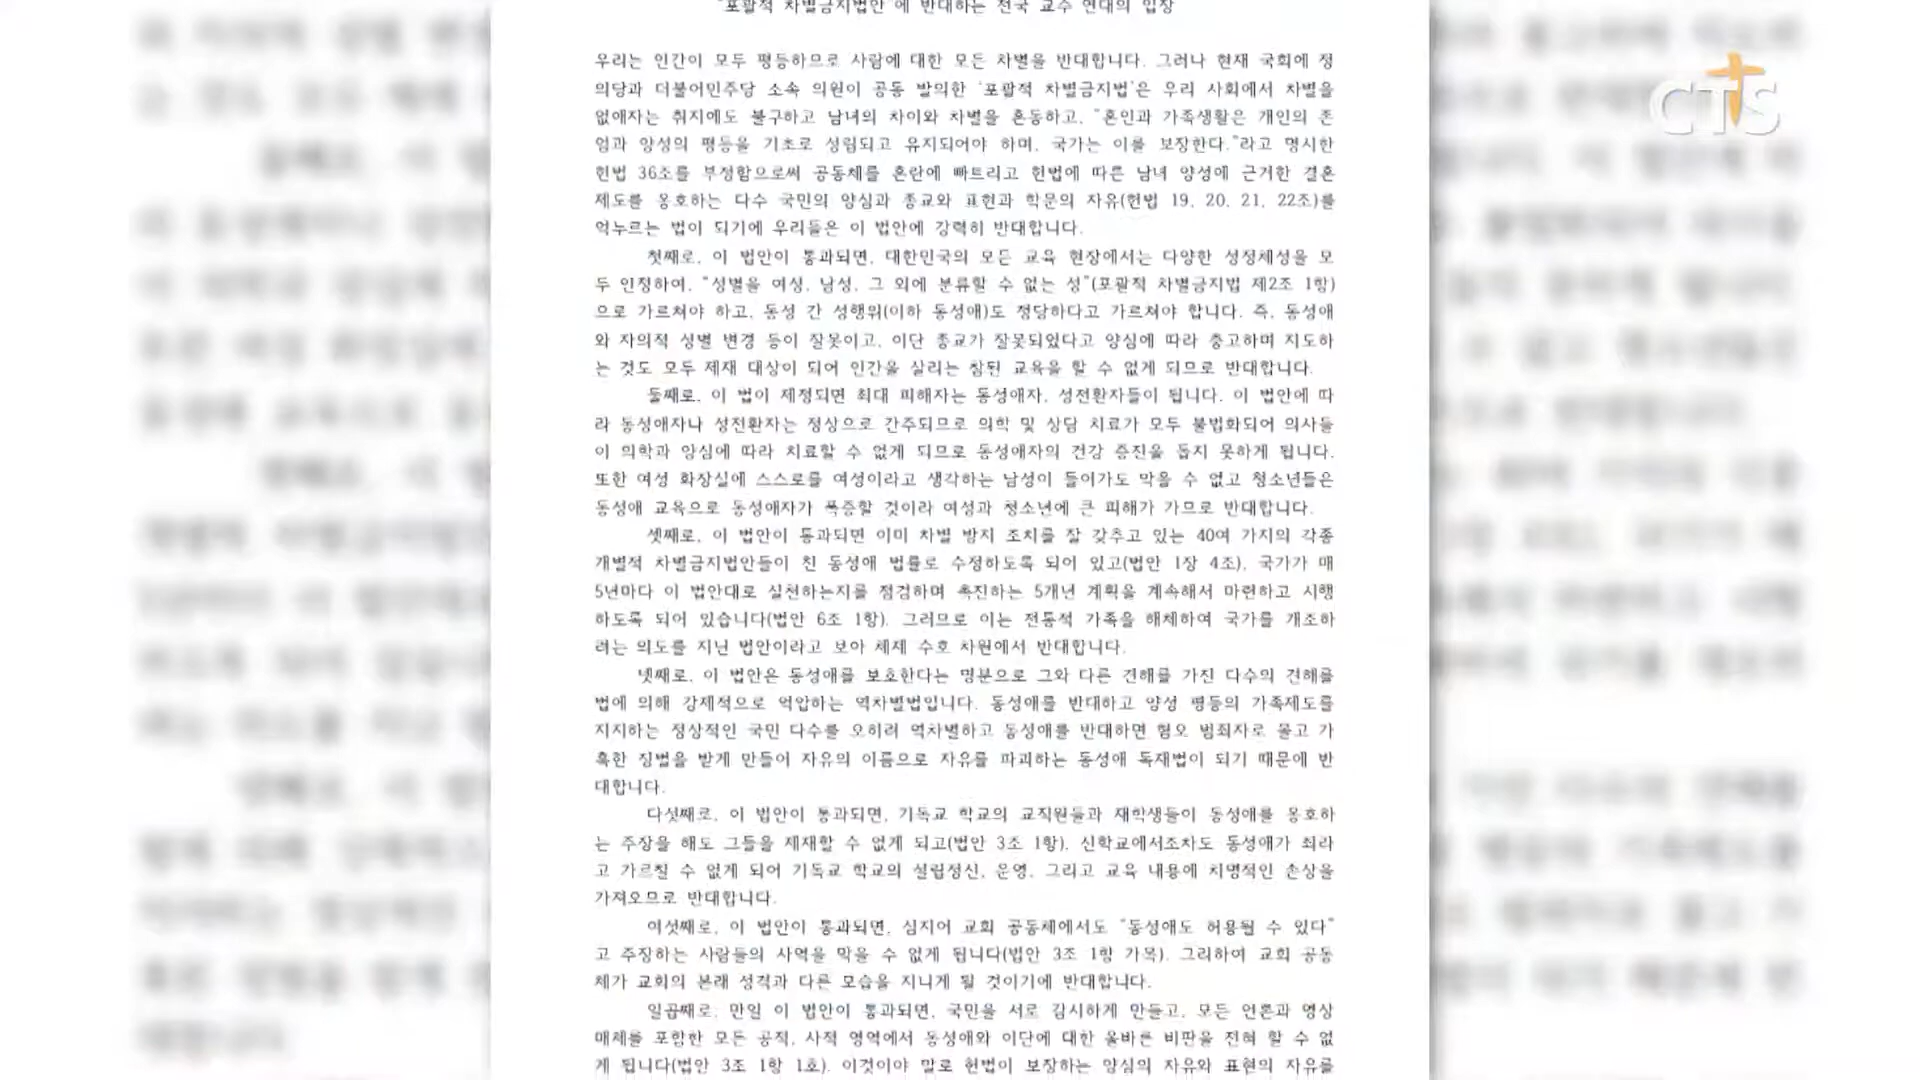 "포괄적 차별금지법안"에 반대하는 전국 교수 연대의 입장
CTS
우리는 인간이 모두 평등하므로 사람에 대한 모든 차별을 반대합니다. 그러나 현재 국회에 정
의당과 더불어민주당 소속 의원이 공동 발의한 '포괄적 차별금지법'은 우리 사회에서 차별을
없애자는 취지에도 불구하고 남녀의 차이와 차별을 혼동하고, "혼인과 가족생활은 개인의 존
엄과 양성의 평등을 기초로 성립되고 유지되어야 하며, 국가는 이를 보장한다."라고 명시한
헌법 36조를 부정함으로써 공동체를 혼란에 빠트리고 헌법에 따른 남녀 양성에 근거한 결혼
제도를 옹호하는 다수 국민의 양심과 종교와 표현과 학문의 자유(헌법 19, 20, 21, 22조)를
억누르는 법이 되기에 우리들은 이 법안에 강력히 반대합니다.
첫째로, 이 법안이 통과되면, 대한민국의 모든 교육 현장에서는 다양한 성정체성을 모
두 인정하여, "성별을 여성, 남성, 그 외에 분류할 수 없는 성"(포괄적 차별금지법 제2조 1항)
으로 가르쳐야 하고, 동성 간 성행위(이하 동성애)도 정당하다고 가르쳐야 합니다. 즉, 동성애
와 자의적 성별 변경 등이 잘못이고, 이단 종교가 잘못되었다고 양심에 따라 충고하며 지도하
는 것도 모두 제재 대상이 되어 인간을 살리는 참된 교육을 할 수 없게 되므로 반대합니다.
둘째로, 이 법이 제정되면 최대 피해자는 동성애자, 성전환자들이 됩니다. 이 법안에 따
라 동성애자나 성전환자는 정상으로 간주되므로 의학 및 상담 치료가 모두 불법화되어 의사들
이 의학과 양심에 따라 치료할 수 없게 되므로 동성애자의 건강 증진을 돕지 못하게 됩니다.
또한 여성 화장실에 스스로를 여성이라고 생각하는 남성이 들어가도 막을 수 없고 청소년들은
동성애 교육으로 동성애자가 폭증할 것이라 여성과 청소년에 큰 피해가 가므로 반대합니다.
셋째로, 이 법안이 통과되면 이미 차별 방지 조치를 잘 갖추고 있는 40여 가지의 각종
개별적 차별금지법안들이 친 동성애 법률로 수정하도록 되어 있고(법안 1장 4조), 국가가 매
5년마다 이 법안대로 실천하는지를 점검하며 촉진하는 5개년 계획을 계속해서 마련하고 시행
하도록 되어 있습니다(법안 6조 1항). 그러므로 이는 전통적 가족을 해체하여 국가를 개조하
려는 의도를 지닌 법안이라고 보아 체제 수호 차원에서 반대합니다.
넷째로, 이 법안은 동성애를 보호한다는 명분으로 그와 다른 견해를 가진 다수의 견해를
법에 의해 강제적으로 억압하는 역차별법입니다. 동성애를 반대하고 양성 평등의 가족제도를
지지하는 정상적인 국민 다수를 오히려 역차별하고 동성애를 반대하면 혐오 범죄자로 몰고 가
혹한 징법을 받게 만들어 자유의 이름으로 자유를 파괴하는 동성애 독재법이 되기 때문에 반
대합니다.
다섯째로, 이 법안이 통과되면, 기독교 학교의 교직원들과 재학생들이 동성애를 옹호하
는 주장을 해도 그들을 제재할 수 없게 되고(법안 3조 1항), 신학교에서조차도 동성애가 죄라
고 가르칠 수 없게 되어 기독교 학교의 설립정신, 운영, 그리고 교육 내용에 치명적인 손상을
가져오므로 반대합니다.
여섯째로, 이 법안이 통과되면, 심지어 교회 공동체에서도 "동성애도 허용될 수 있다"
고 주장하는 사람들의 사역을 막을 수 없게 됩니다(법안 3조 1항 가목). 그리하여 교회 공동
체가 교회의 본래 성격과 다른 모습을 지니게 될 것이기에 반대합니다.
일곱째로, 만일 이 법안이 통과되면, 국민을 서로 감시하게 만들고, 모든 언론과 영상
매체를 포함한 모든 공적, 사적 영역에서 동성애와 이단에 대한 올바른 비판을 전혀 할 수 없
게 됩니다(법안 3조 1항 1호). 이것이야 말로 헌법이 보장하는 양심의 자유와 표현의 자유를